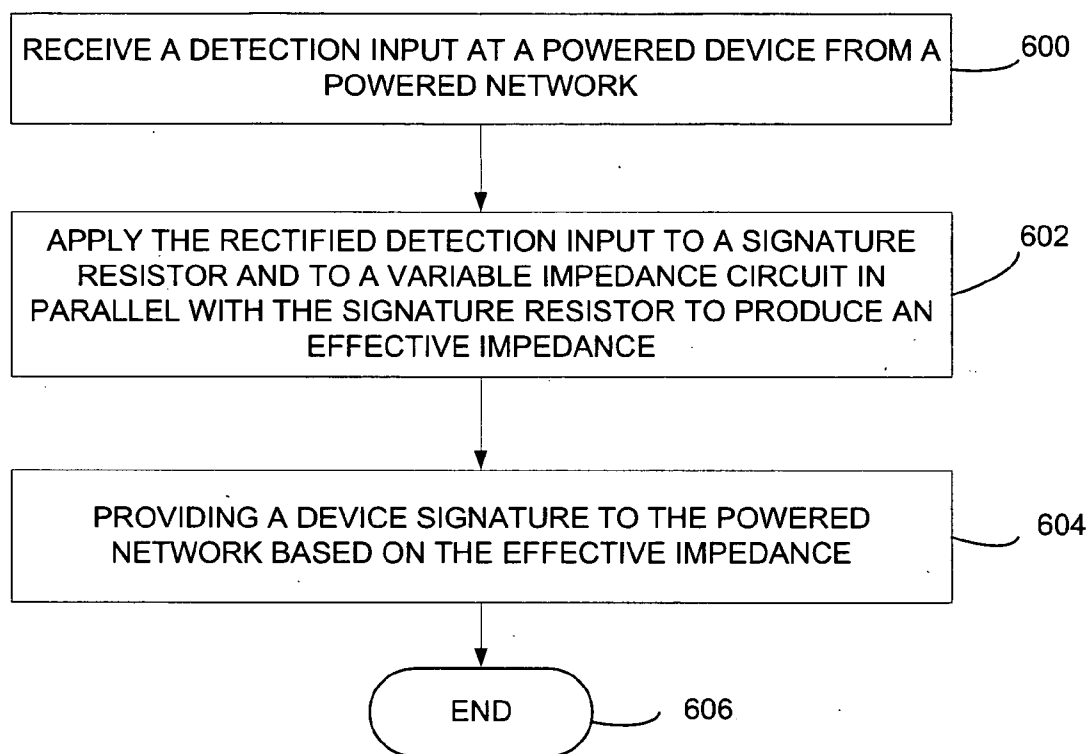 RECEIVE A DETECTION INPUT AT A POWERED DEVICE FROM A
POWERED NETWORK
600
APPLY THE RECTIFIED DETECTION INPUT TO A SIGNATURE
RESISTOR AND TO A VARIABLE IMPEDANCE CIRCUIT IN
PARALLEL WITH THE SIGNATURE RESISTOR TO PRODUCE AN
EFFECTIVE IMPEDANCE
602
PROVIDING A DEVICE SIGNATURE TO THE POWERED
NETWORK BASED ON THE EFFECTIVE IMPEDANCE
604
END
606